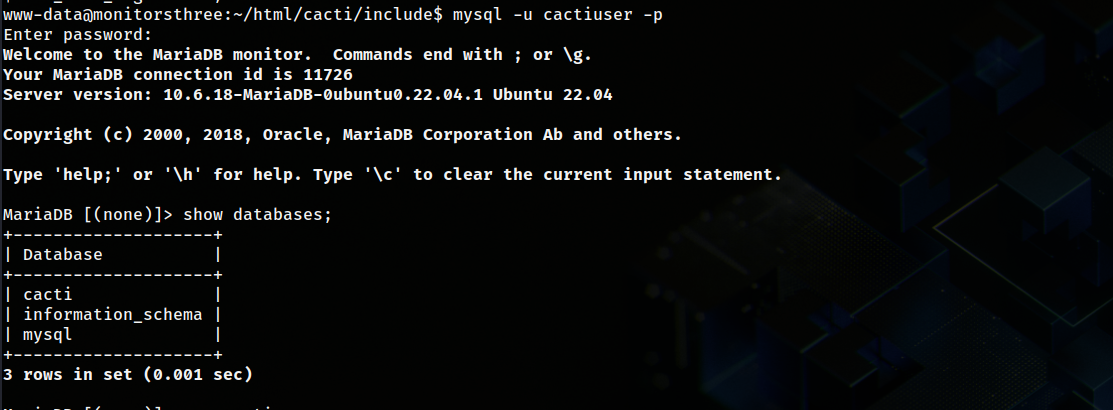 www-data@monitorsthree:~/html/cacti/include$ mysql -u cactiuser -p
Enter password:
Welcome to the MariaDB monitor.  Commands end with ; or \g.
Your MariaDB connection id is 11726
Server version: 10.6.18-MariaDB-0ubuntu0.22.04.1 Ubuntu 22.04

Copyright (c) 2000, 2018, Oracle, MariaDB Corporation Ab and others.

Type 'help;' or '\h' for help. Type '\c' to clear the current input statement.

MariaDB [(none)]> show databases;
+--------------------+
| Database           |
+--------------------+
| cacti              |
| information_schema |
| mysql              |
+--------------------+
3 rows in set (0.001 sec)